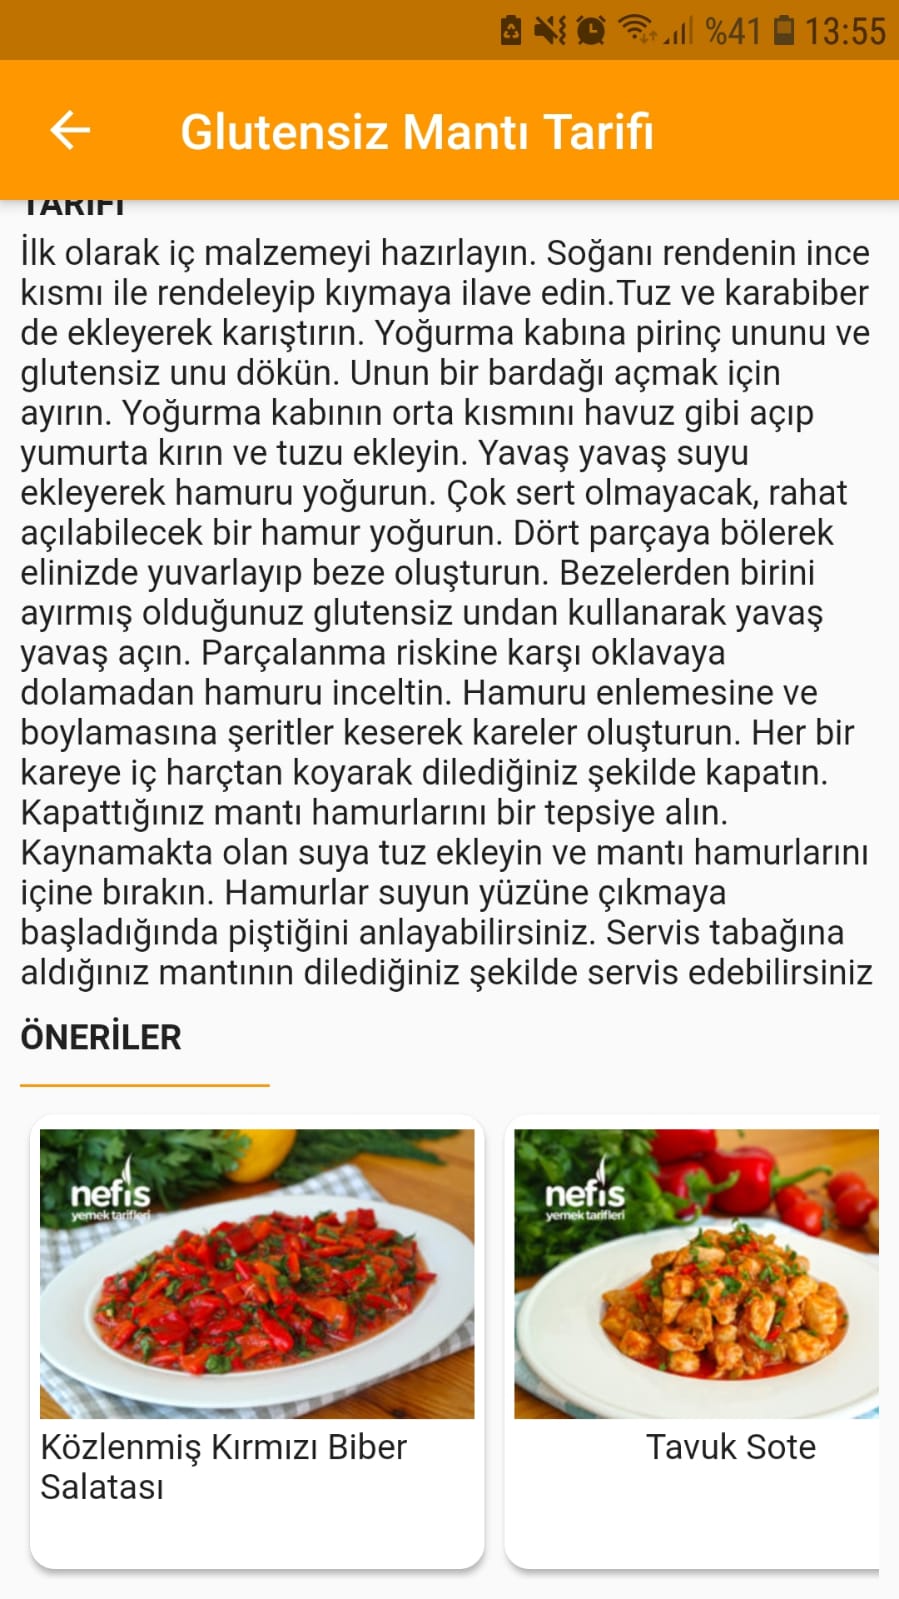 %41 13:55
Glutensiz Mantı Tarifi
TARİFİ
İlk olarak iç malzemeyi hazırlayın. Soğanı rendenin ince
kısmı ile rendeleyip kıymaya ilave edin.Tuz ve karabiber
de ekleyerek karıştırın. Yoğurma kabına pirinç ununu ve
glutensiz unu dökün. Unun bir bardağı açmak için
ayırın. Yoğurma kabının orta kısmını havuz gibi açıp
yumurta kırın ve tuzu ekleyin. Yavaş yavaş suyu
ekleyerek hamuru yoğurun. Çok sert olmayacak, rahat
açılabilecek bir hamur yoğurun. Dört parçaya bölerek
elinizde yuvarlayıp beze oluşturun. Bezelerden birini
ayırmış olduğunuz glutensiz undan kullanarak yavaş
yavaş açın. Parçalanma riskine karşı oklavaya
dolamadan hamuru inceltin. Hamuru enlemesine ve
boylamasına şeritler keserek kareler oluşturun. Her bir
kareye iç harçtan koyarak dilediğiniz şekilde kapatın.
Kapattığınız mantı hamurlarını bir tepsiye alın.
Kaynamakta olan suya tuz ekleyin ve mantı hamurlarını
içine bırakın. Hamurlar suyun yüzüne çıkmaya
başladığında piştiğini anlayabilirsiniz. Servis tabağına
aldığınız mantının dilediğiniz şekilde servis edebilirsiniz
ÖNERİLER
nefis
yemek tarifleri
Közlenmiş Kırmızı Biber
Salatası
nefis
yemek tarifleri
Tavuk Sote